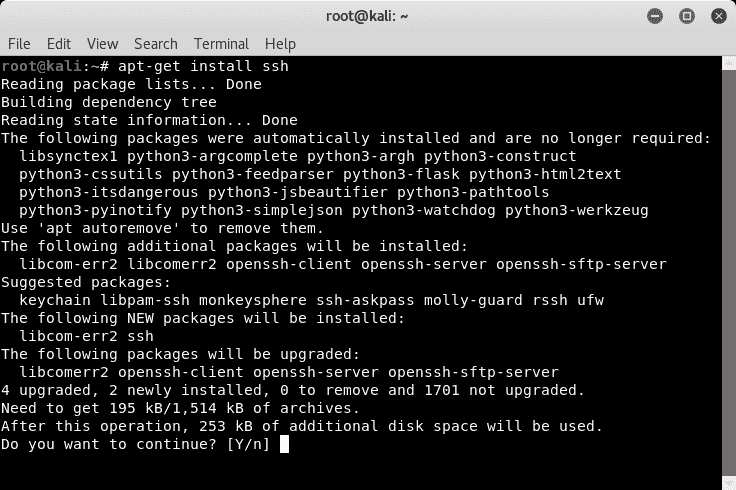 root@kali: ~
File Edit View Search Terminal Help
root@kali:~# apt-get install ssh
Reading package lists... Done
Building dependency tree
Reading state information... Done
The following packages were automatically installed and are no longer required:
  libsynctex1 python3-argcomplete python3-argh python3-construct
  python3-cssutils python3-feedparser python3-flask python3-html2text
  python3-itsdangerous python3-jsbeautifier python3-pathtools
  python3-pyinotify python3-simplejson python3-watchdog python3-werkzeug
Use 'apt autoremove' to remove them.
The following additional packages will be installed:
  libcom-err2 libcomerr2 openssh-client openssh-server openssh-sftp-server
Suggested packages:
  keychain libpam-ssh monkeysphere ssh-askpass molly-guard rssh ufw
The following NEW packages will be installed:
  libcom-err2 ssh
The following packages will be upgraded:
  libcomerr2 openssh-client openssh-server openssh-sftp-server
4 upgraded, 2 newly installed, 0 to remove and 1701 not upgraded.
Need to get 195 kB/1,514 kB of archives.
After this operation, 253 kB of additional disk space will be used.
Do you want to continue? [Y/n]